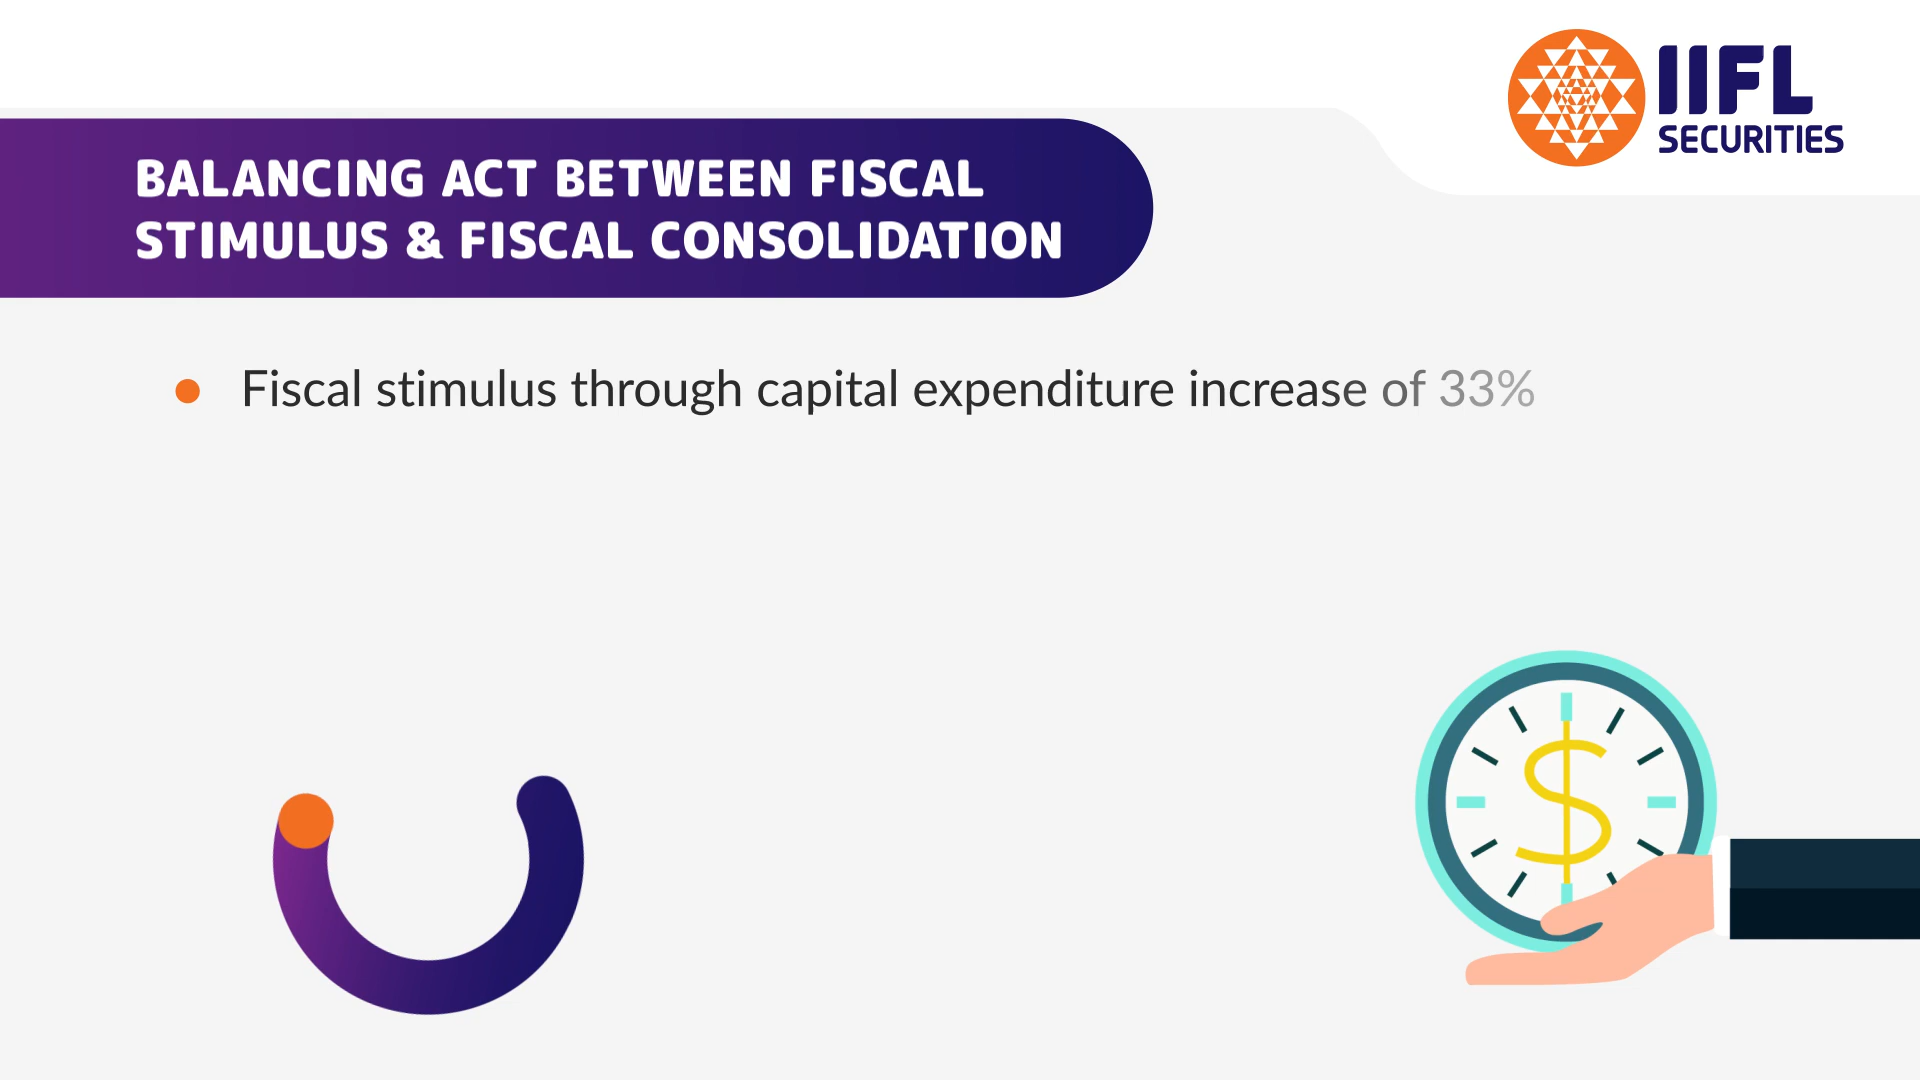 IIFL
SECURITIES
BALANCING ACT BETWEEN FISCAL
STIMULUS & FISCAL CONSOLIDATION
Fiscal stimulus through capital expenditure increase of 33%